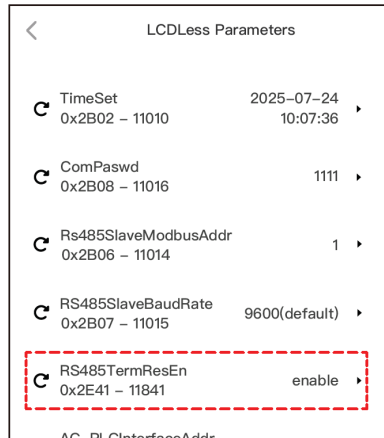 LCDLess Parameters
TimeSet
2025-07-24
0x2B02 - 11010
10:07:36
ComPaswd
1111
0x2B08 - 11016
Rs485SlaveModbusAddr
1
0x2B06 - 11014
RS485SlaveBaudRate
9600(default)
0x2B07 - 11015
RS485TermResEn
enable
0x2E41 - 11841